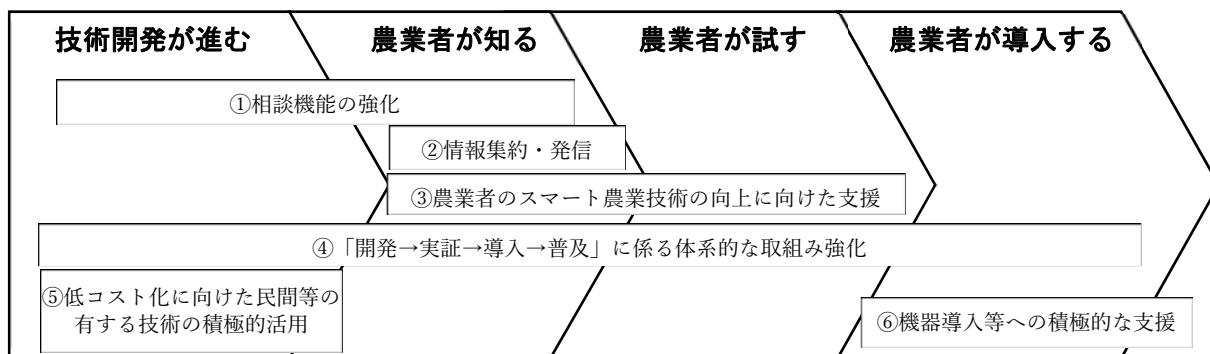 技術開発が進む
農業者が知る
農業者が試す
農業者が導入する
①相談機能の強化
②情報集約・発信
③農業者のスマート農業技術の向上に向けた支援
④「開発→実証→導入→普及」に係る体系的な取組み強化
⑤低コスト化に向けた民間等の
有する技術の積極的活用
⑥機器導入等への積極的な支援